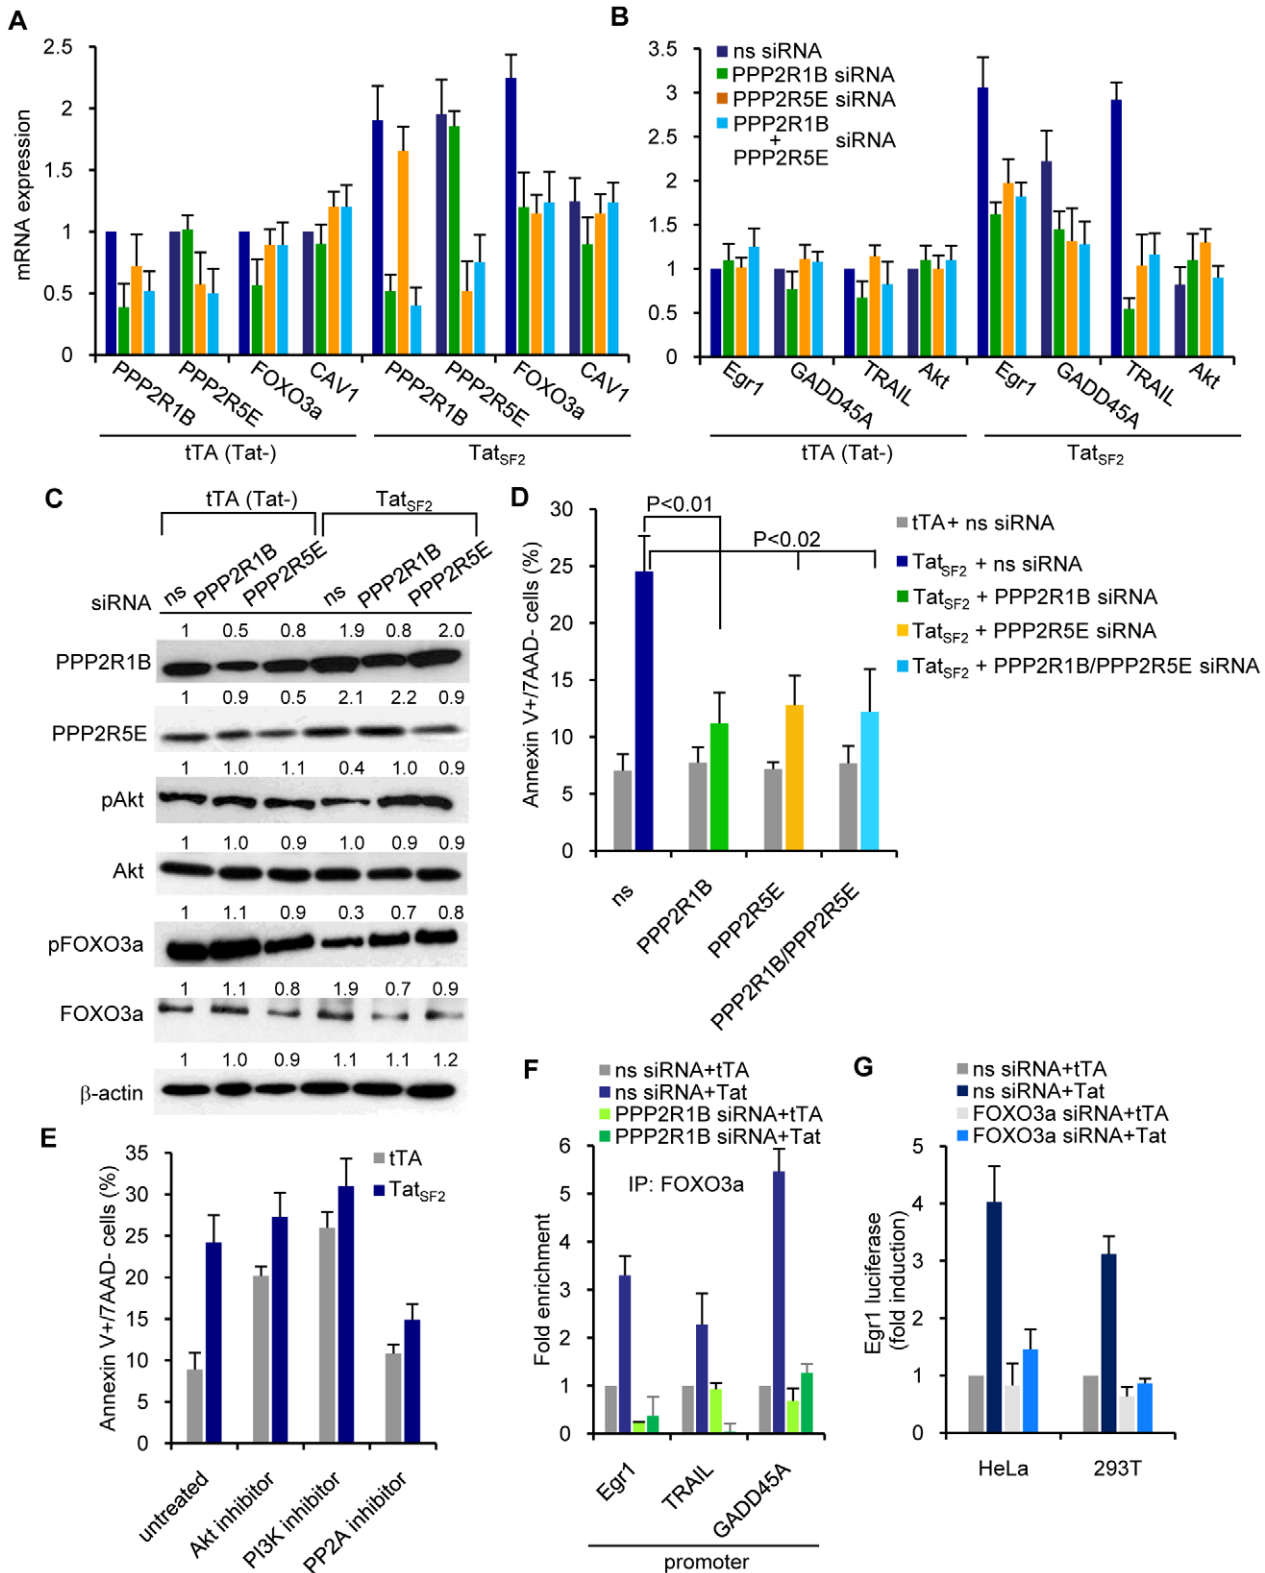 A
2.5
2
1.5
1
0.5
0
mRNA expression
PPP2R1B
PPP2R5E
FOXO3a
CAV1
PPP2R1B
PPP2R5E
FOXO3a
CAV1
tTA (Tat-)
TatSF2
B
3.5
3
2.5
2
1.5
1
0.5
0
ns siRNA
PPP2R1B siRNA
PPP2R5E siRNA
PPP2R1B
+ siRNA
PPP2R5E
Egr1
GADD45A
TRAIL
Akt
Egr1
GADD45A
TRAIL
Akt
tTA (Tat-)
TatSF2
C
tTA (Tat-) TatSF2
siRNA ns PPP2R1B PPP2R5E ns PPP2R1B PPP2R5E
1 0.5 0.8 1.9 0.8 2.0
PPP2R1B
1 0.9 0.5 2.1 2.2 0.9
PPP2R5E
1 1.0 1.1 0.4 1.0 0.9
pAkt
1 1.0 0.9 1.0 0.9 0.9
Akt
1 1.1 0.9 0.3 0.7 0.8
pFOXO3a
1 1.1 0.8 1.9 0.7 0.9
FOXO3a
1 1.0 0.9 1.1 1.1 1.2
β-actin
D
30
25
20
15
10
5
0
Annexin V+/7AAD- cells (%)
P<0.01
P<0.02
ns
PPP2R1B
PPP2R5E
PPP2R1B/PPP2R5E
tTA+ ns siRNA
TatSF2 + ns siRNA
TatSF2 + PPP2R1B siRNA
TatSF2 + PPP2R5E siRNA
TatSF2 + PPP2R1B/PPP2R5E siRNA
E
35
30
25
20
15
10
5
0
Annexin V+/7AAD- cells (%)
tTA
TatSF2
untreated
Akt inhibitor
PI3K inhibitor
PP2A inhibitor
F
ns siRNA+tTA
ns siRNA+Tat
PPP2R1B siRNA+tTA
PPP2R1B siRNA+Tat
6
5
4
3
2
1
0
Fold enrichment
IP: FOXO3a
Egr1
TRAIL
GADD45A
promoter
G
ns siRNA+tTA
ns siRNA+Tat
FOXO3a siRNA+tTA
FOXO3a siRNA+Tat
5
4
3
2
1
0
Egr1 luciferase
(fold induction)
HeLa
293T